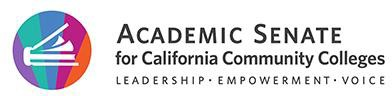 ACADEMIC SENATE
for California Community Colleges
LEADERSHIP · EMPOWERMENT · VOICE